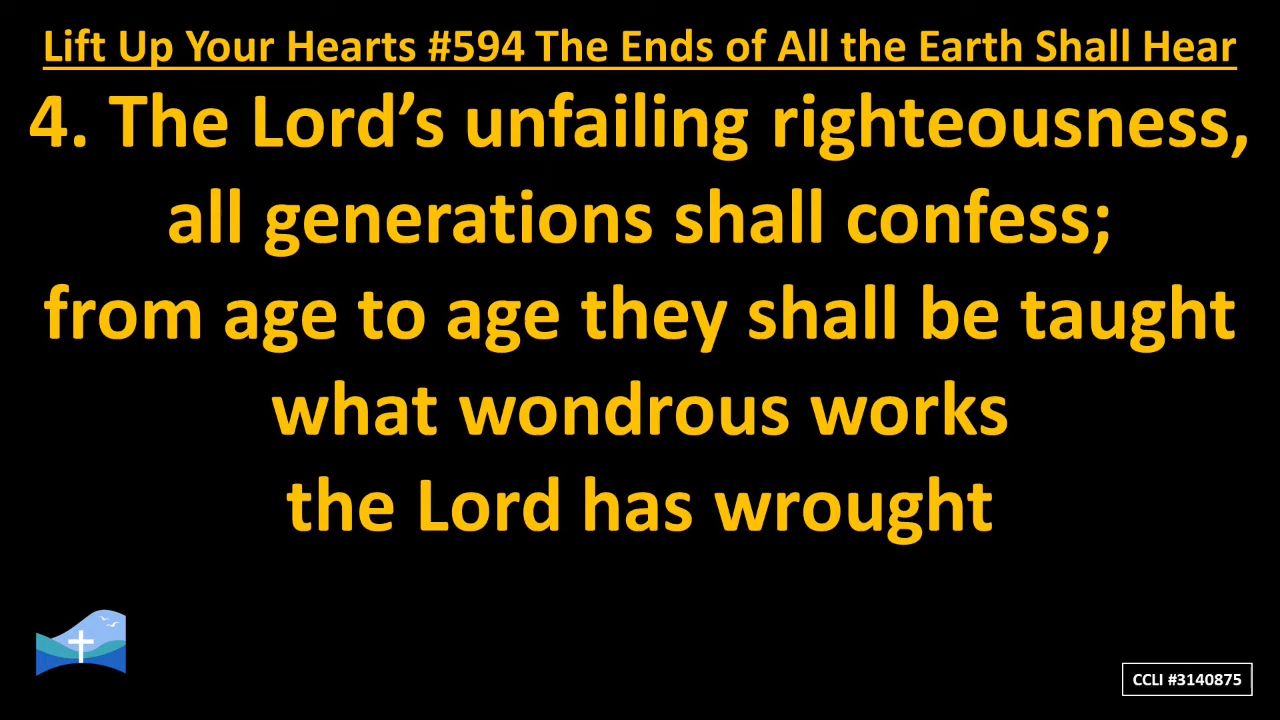 Lift Up Your Hearts #594 The Ends of All the Earth Shall Hear
4. The Lord’s unfailing righteousness,
all generations shall confess;
from age to age they shall be taught
what wondrous works
the Lord has wrought
CCLI #3140875